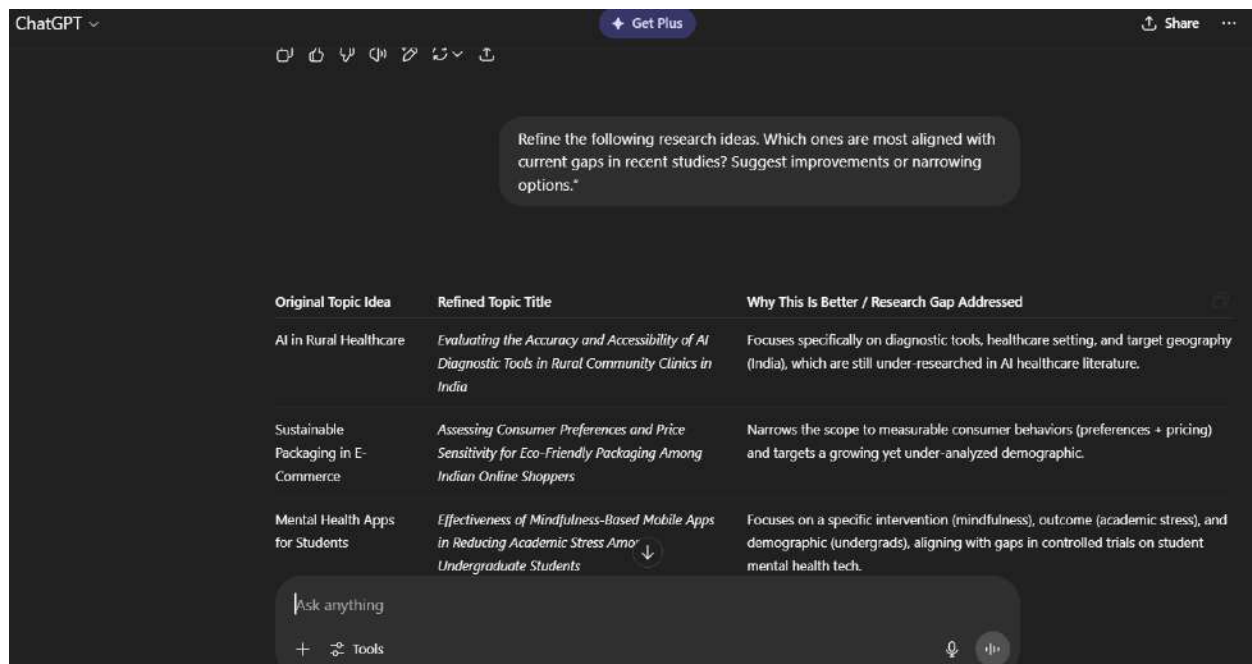 ChatGPT
Get Plus
Share
Refine the following research ideas. Which ones are most aligned with
current gaps in recent studies? Suggest improvements or narrowing
options."
Original Topic Idea Refined Topic Title Why This Is Better / Research Gap Addressed
AI in Rural Healthcare
Evaluating the Accuracy and Accessibility of AI
Diagnostic Tools in Rural Community Clinics in
India
Focuses specifically on diagnostic tools, healthcare setting, and target geography
(India), which are still under-researched in AI healthcare literature.
Sustainable
Packaging in E-
Commerce
Assessing Consumer Preferences and Price
Sensitivity for Eco-Friendly Packaging Among
Indian Online Shoppers
Narrows the scope to measurable consumer behaviors (preferences + pricing)
and targets a growing yet under-analyzed demographic.
Mental Health Apps
for Students
Effectiveness of Mindfulness-Based Mobile Apps
in Reducing Academic Stress
Undergraduate Students
Focuses on a specific intervention (mindfulness), outcome (academic stress), and
demographic (undergrads), aligning with gaps in controlled trials on student
mental health tech.
Ask anything
Tools